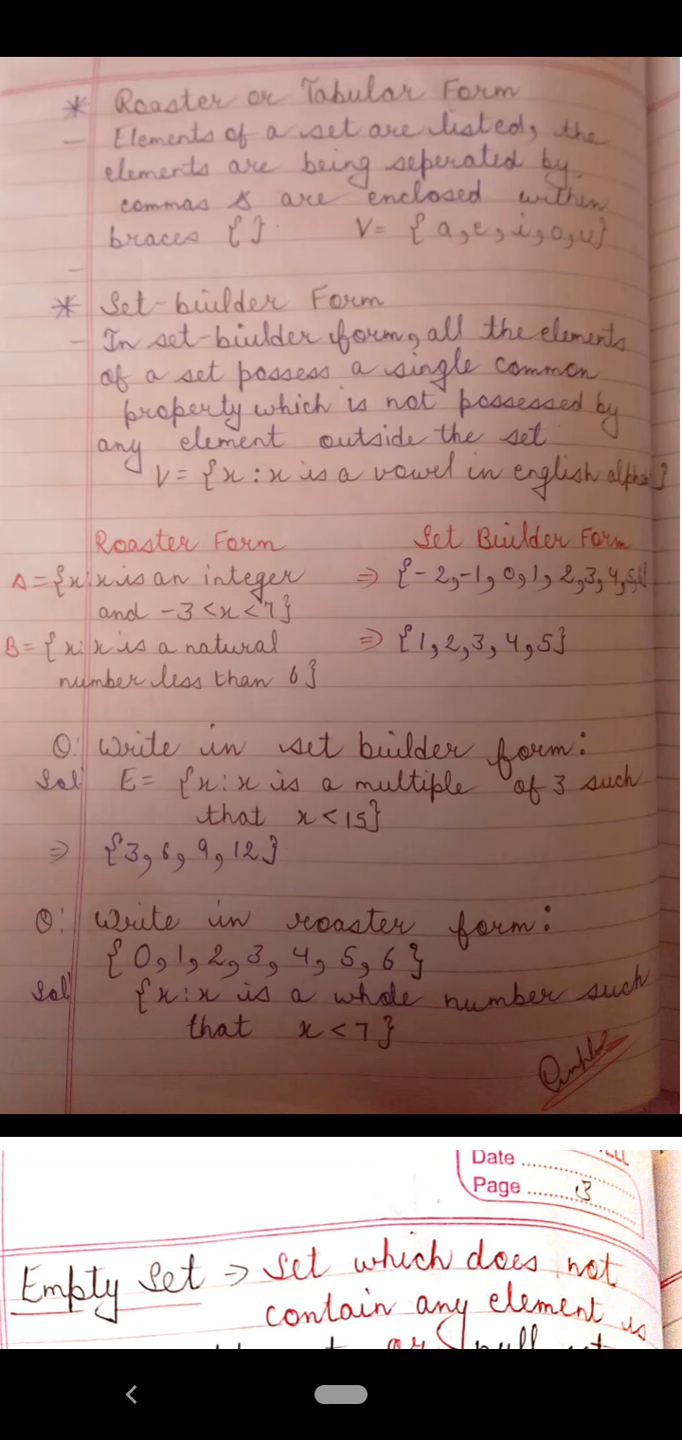 * Roaster or Tabular Form
– Elements of a set are listed, the
elements are being seperated by
commas & are enclosed within
braces { } V = { a, e, i, o, u}
–
* Set-builder Form
– In set-builder form, all the elements
of a set possess a single common
property which is not possessed by
any element outside the set
V = {x : x is a vowel in english }
Roaster Form Set Builder Form
A = {x : x is an integer ⇒ {-2, -1, 0, 1, 2, 3, 4, 5,
and -3 < x < 7}
B = {x : x is a natural ⇒ {1, 2, 3, 4, 5}
number less than 6}
Q: Write in set builder form:
Sol E = {x : x is a multiple of 3 such
that x < 15}
⇒ {3, 6, 9, 12}
Q: Write in roaster form:
{ 0, 1, 2, 3, 4, 5, 6 }
Sol {x : x is a whole number such
that x < 7 }
Date
Page 3
Empty Set → Set which does not
contain any element is
or null set